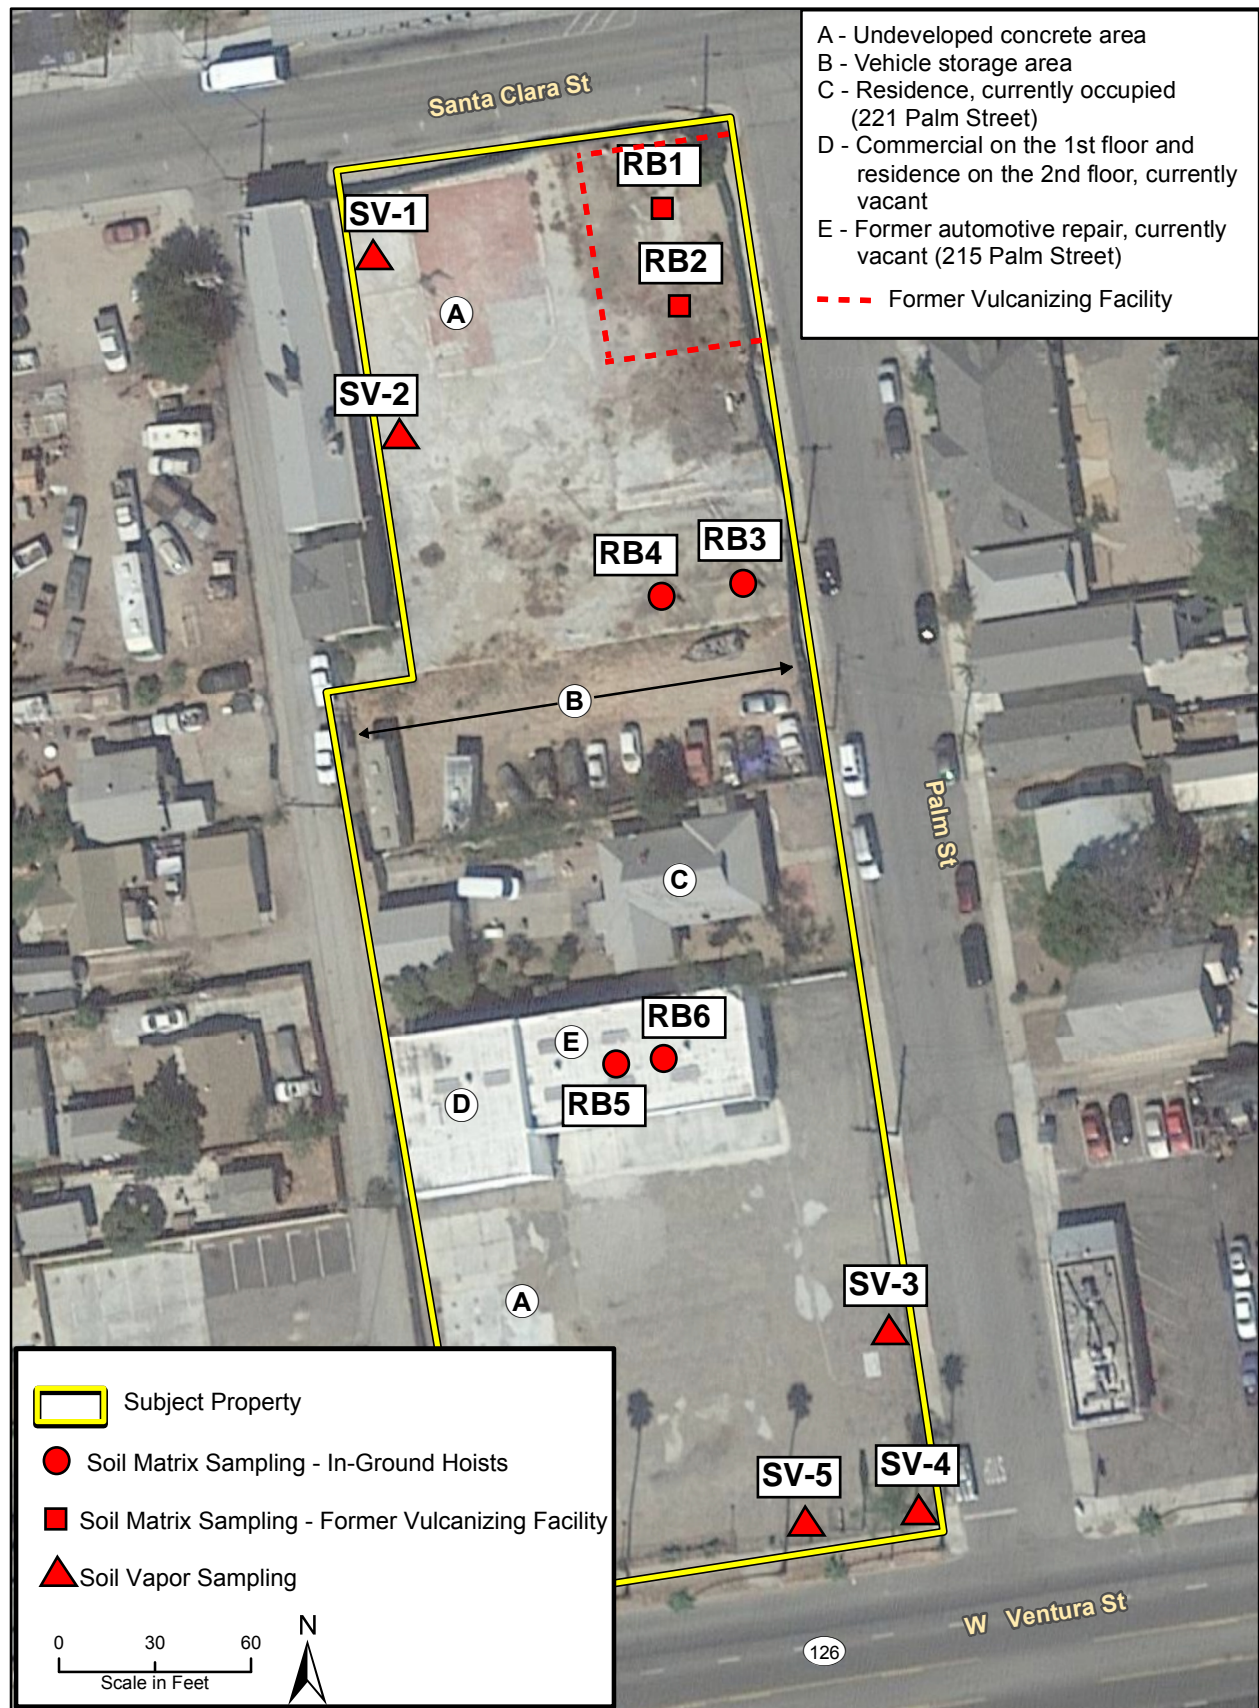 A - Undeveloped concrete area
B - Vehicle storage area
C - Residence, currently occupied
(221 Palm Street)
D - Commercial on the 1st floor and
residence on the 2nd floor, currently
vacant
E - Former automotive repair, currently
vacant (215 Palm Street)
Former Vulcanizing Facility
Santa Clara St
RB1
SV-1
RB2
A
SV-2
RB3
RB4
B
Palm St
C
RB6
E
RB5
D
SV-3
A
SV-4
SV-5
W Ventura St
126
Subject Property
Soil Matrix Sampling - In-Ground Hoists
Soil Matrix Sampling - Former Vulcanizing Facility
Soil Vapor Sampling
N
0 30 60
Scale in Feet